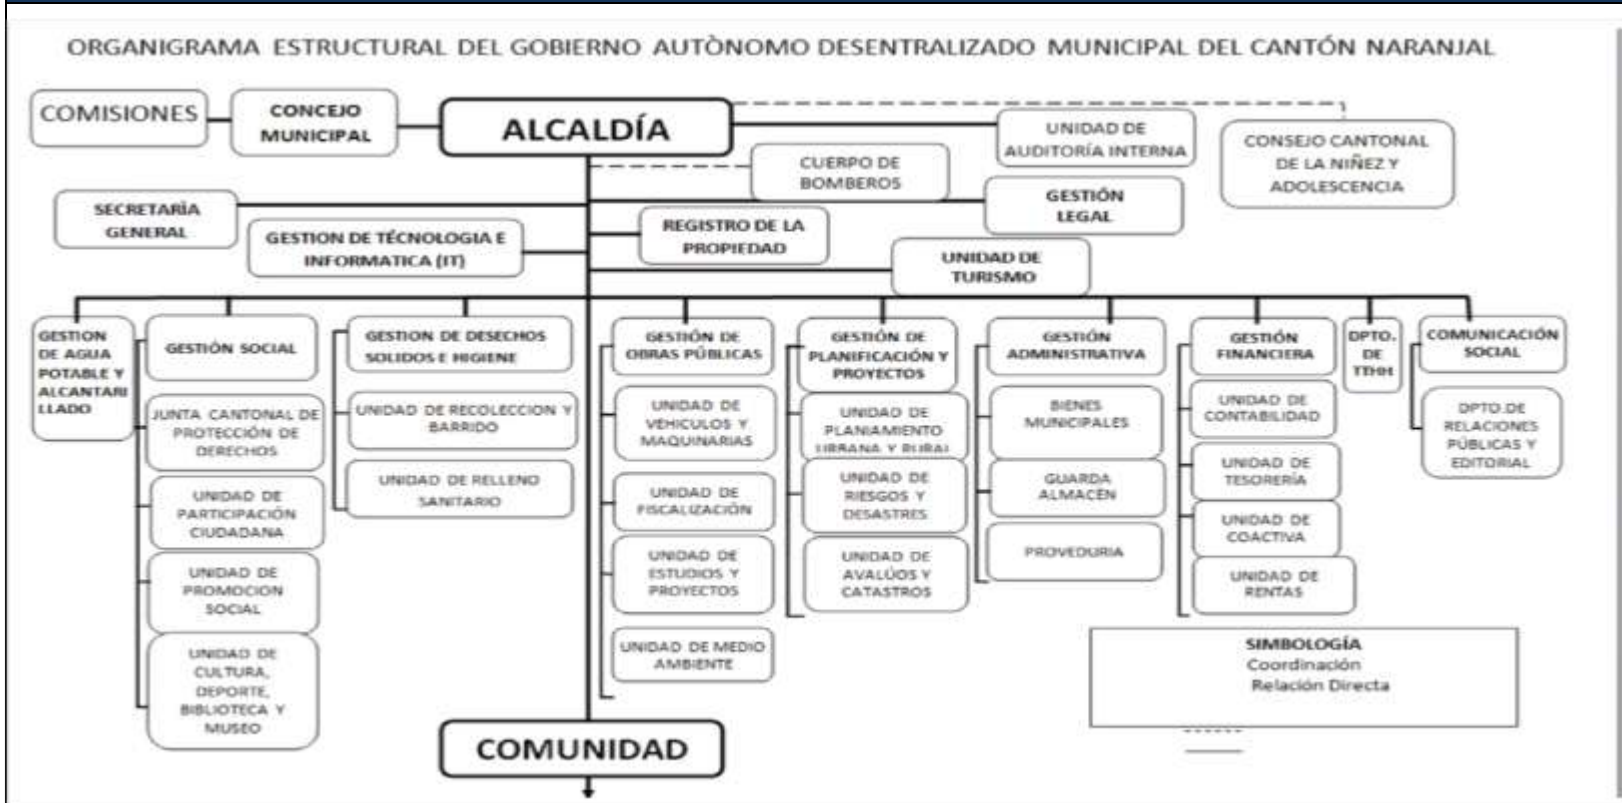 ORGANIGRAMA ESTRUCTURAL DEL GOBIERNO AUTÒNOMO DESENTRALIZADO MUNICIPAL DEL CANTÓN NARANJAL
COMISIONES
CONCEJO
MUNICIPAL
ALCALDÍA
UNIDAD DE
AUDITORÍA INTERNA
CONSEJO CANTONAL
DE LA NIÑEZ Y
ADOLESCENCIA
CUERPO DE
BOMBEROS
GESTIÓN
LEGAL
SECRETARÌA
GENERAL
GESTION DE TÉCNOLOGIA E
INFORMATICA (IT)
REGISTRO DE LA
PROPIEDAD
UNIDAD DE
TURISMO
GESTION
DE AGUA
POTABLE Y
ALCANTARI
LLADO
GESTIÓN SOCIAL
JUNTA CANTONAL DE
PROTECCIÓN DE
DERECHOS
UNIDAD DE
PARTICIPACIÓN
CIUDADANA
UNIDAD DE
PROMOCION
SOCIAL
UNIDAD DE
CULTURA,
DEPORTE,
BIBLIOTECA Y
MUSEO
GESTION DE DESECHOS
SOLIDOS E HIGIENE
UNIDAD DE RECOLECCION Y
BARRIDO
UNIDAD DE RELLENO
SANITARIO
GESTIÓN DE
OBRAS PÚBLICAS
UNIDAD DE
VEHICULOS Y
MAQUINARIAS
UNIDAD DE
FISCALIZACIÓN
UNIDAD DE
ESTUDIOS Y
PROYECTOS
UNIDAD DE MEDIO
AMBIENTE
GESTIÓN DE
PLANIFICACIÓN Y
PROYECTOS
UNIDAD DE
PLANIAMIENTO
URBANA Y RURAL
UNIDAD DE
RIESGOS Y
DESASTRES
UNIDAD DE
AVALÚOS Y
CATASTROS
GESTIÓN
ADMINISTRATIVA
BIENES
MUNICIPALES
GUARDA
ALMACÉN
PROVEDURIA
GESTIÓN
FINANCIERA
UNIDAD DE
CONTABILIDAD
UNIDAD DE
TESORERÍA
UNIDAD DE
COACTIVA
UNIDAD DE
RENTAS
DPTO.
DE
TTHH
COMUNICACIÓN
SOCIAL
DPTO.DE
RELACIONES
PÚBLICAS Y
EDITORIAL
SIMBOLOGÍA
Coordinación
Relación Directa
COMUNIDAD